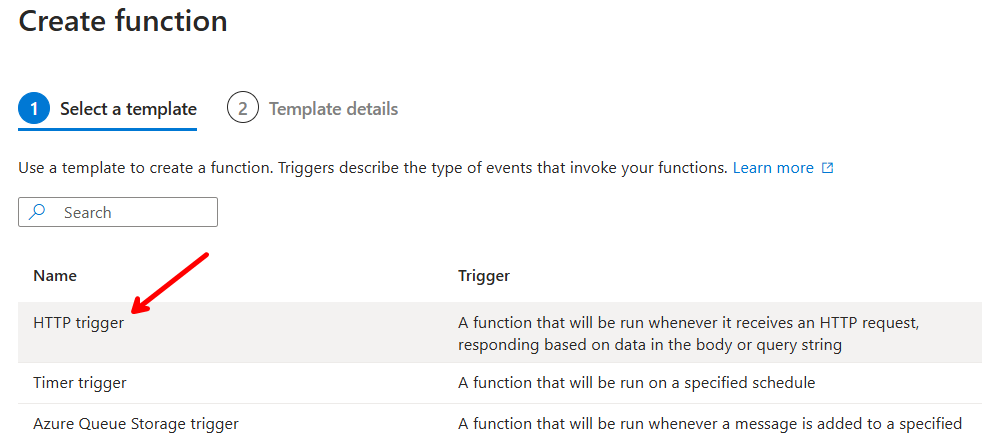 Create function
1 Select a template 2 Template details
Use a template to create a function. Triggers describe the type of events that invoke your functions. Learn more
Search
Name Trigger
HTTP trigger A function that will be run whenever it receives an HTTP request,
responding based on data in the body or query string
Timer trigger A function that will be run on a specified schedule
Azure Queue Storage trigger A function that will be run whenever a message is added to a specified